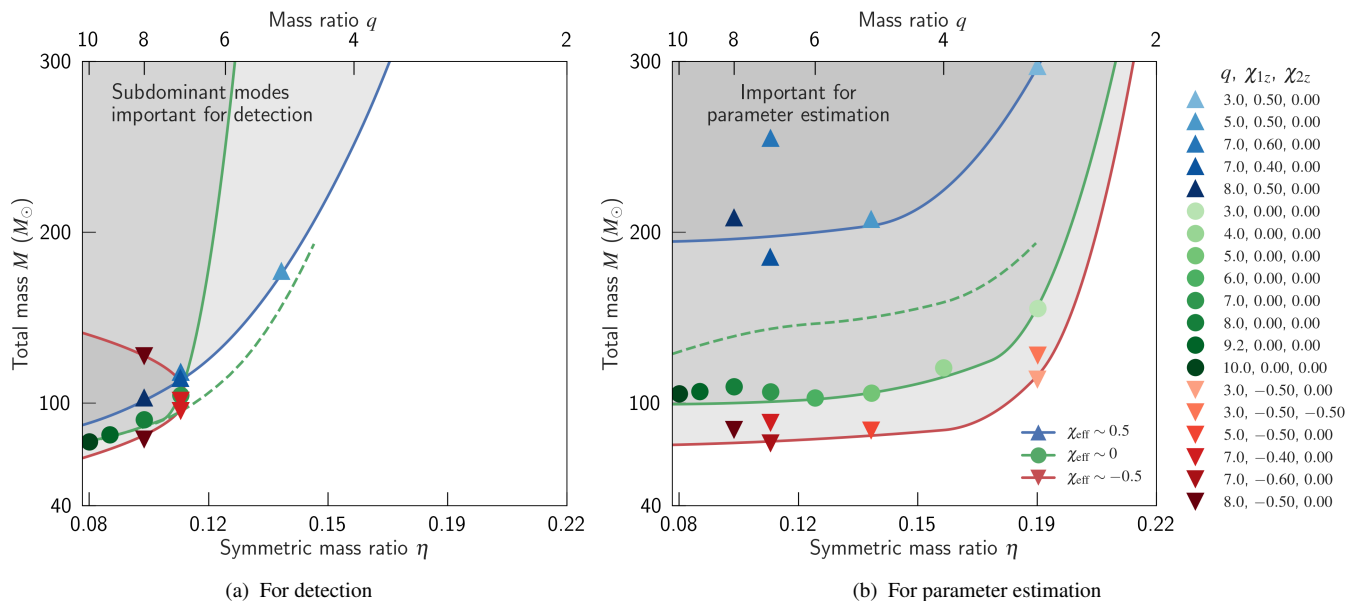 Mass ratio q
10 8 6 4 2
300
200
100
40
Total mass M (M⊙)
Subdominant modes
important for detection
0.08 0.12 0.15 0.19 0.22
Symmetric mass ratio η
(a) For detection
Mass ratio q
10 8 6 4 2
300
200
100
40
Total mass M (M⊙)
Important for
parameter estimation
χeff ∼ 0.5
χeff ∼ 0
χeff ∼ −0.5
0.08 0.12 0.15 0.19 0.22
Symmetric mass ratio η
(b) For parameter estimation
q, χ1z, χ2z
3.0, 0.50, 0.00
5.0, 0.50, 0.00
7.0, 0.60, 0.00
7.0, 0.40, 0.00
8.0, 0.50, 0.00
3.0, 0.00, 0.00
4.0, 0.00, 0.00
5.0, 0.00, 0.00
6.0, 0.00, 0.00
7.0, 0.00, 0.00
8.0, 0.00, 0.00
9.2, 0.00, 0.00
10.0, 0.00, 0.00
3.0, −0.50, 0.00
3.0, −0.50, −0.50
5.0, −0.50, 0.00
7.0, −0.40, 0.00
7.0, −0.60, 0.00
8.0, −0.50, 0.00